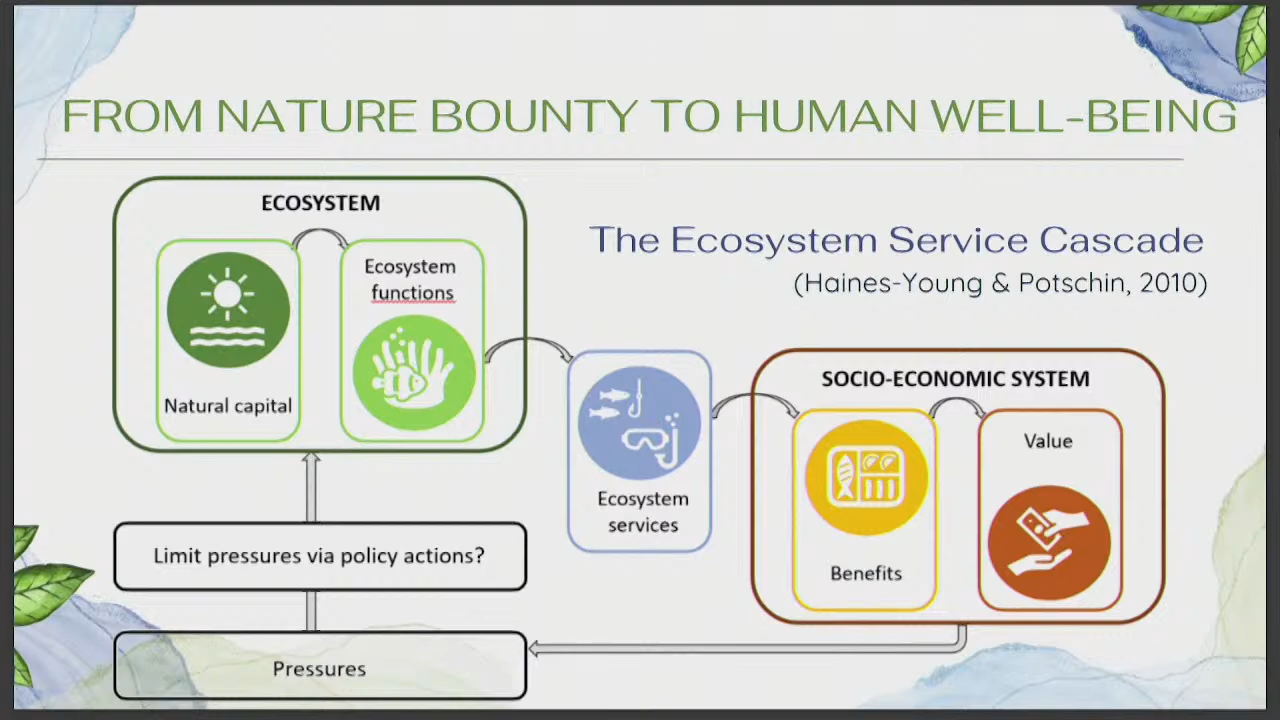 FROM NATURE BOUNTY TO HUMAN WELL-BEING
The Ecosystem Service Cascade
(Haines-Young & Potschin, 2010)
ECOSYSTEM
Natural capital
Ecosystem
functions
Ecosystem
services
SOCIO-ECONOMIC SYSTEM
Benefits
Value
Limit pressures via policy actions?
Pressures